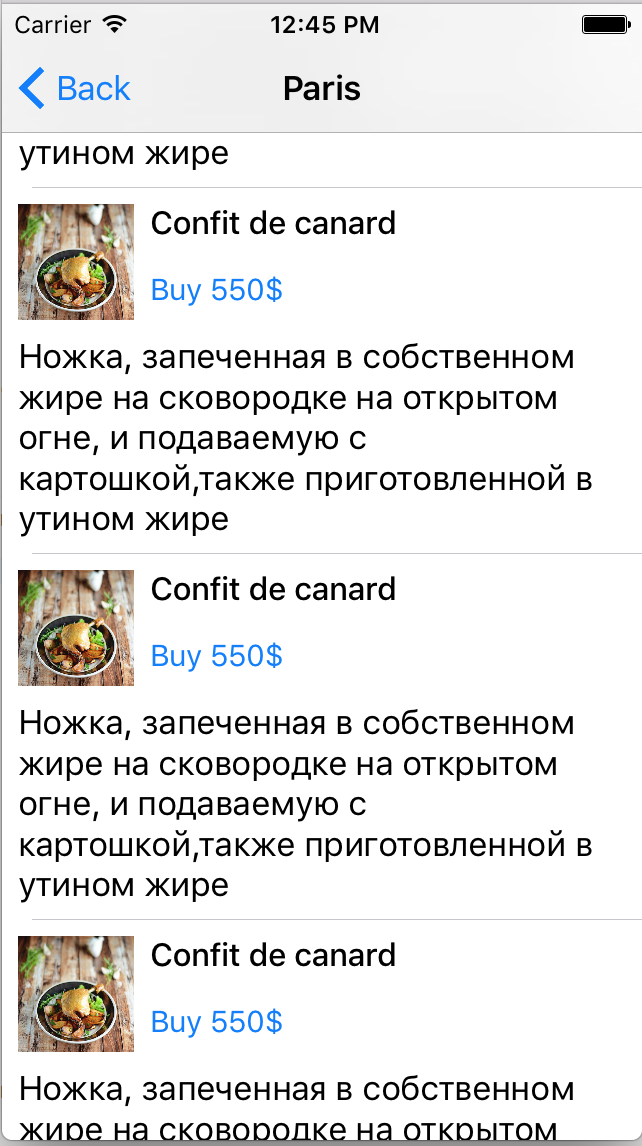 Carrier 12:45 PM
Back Paris
утином жире
Confit de canard
Buy 550$
Ножка, запеченная в собственном
жире на сковородке на открытом
огне, и подаваемую с
картошкой,также приготовленной в
утином жире
Confit de canard
Buy 550$
Ножка, запеченная в собственном
жире на сковородке на открытом
огне, и подаваемую с
картошкой,также приготовленной в
утином жире
Confit de canard
Buy 550$
Ножка, запеченная в собственном
жире на сковородке на открытом